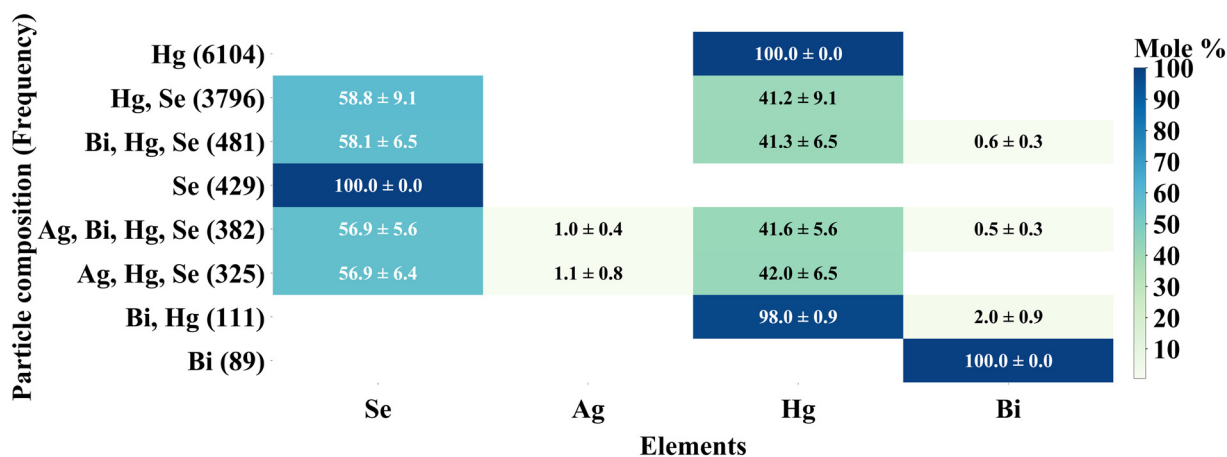 Particle composition (Frequency)
Mole %
Hg (6104) 100.0 ± 0.0
Hg, Se (3796) 58.8 ± 9.1 41.2 ± 9.1
Bi, Hg, Se (481) 58.1 ± 6.5 41.3 ± 6.5 0.6 ± 0.3
Se (429) 100.0 ± 0.0
Ag, Bi, Hg, Se (382) 56.9 ± 5.6 1.0 ± 0.4 41.6 ± 5.6 0.5 ± 0.3
Ag, Hg, Se (325) 56.9 ± 6.4 1.1 ± 0.8 42.0 ± 6.5
Bi, Hg (111) 98.0 ± 0.9 2.0 ± 0.9
Bi (89) 100.0 ± 0.0
Se Ag Hg Bi
Elements
100
90
80
70
60
50
40
30
20
10